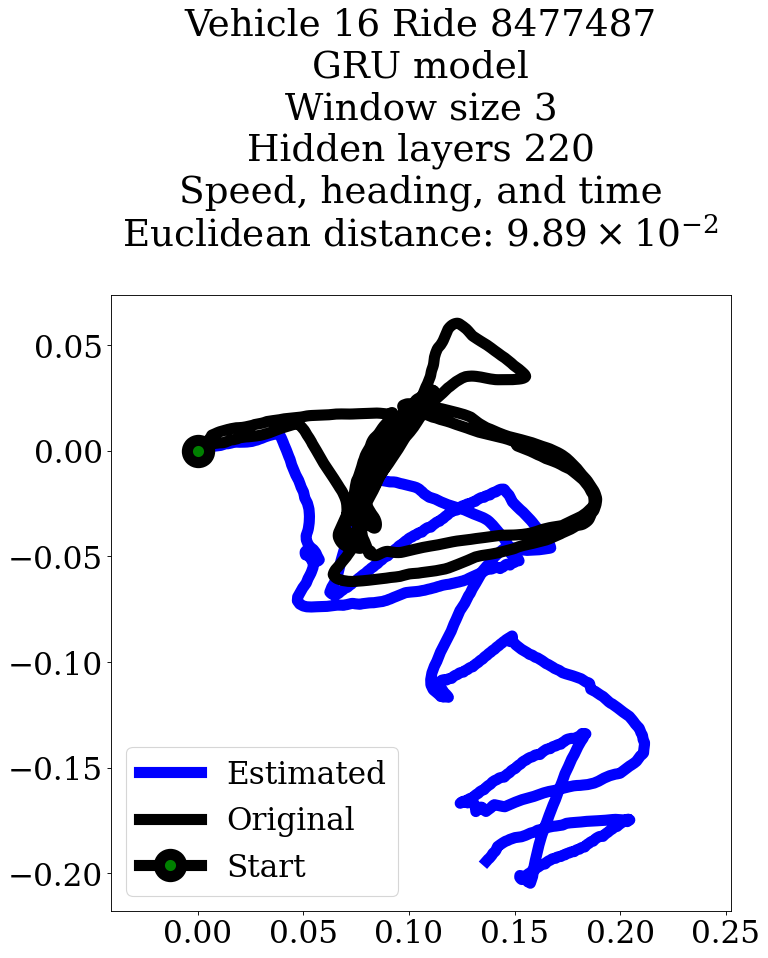 Vehicle 16 Ride 8477487
GRU model
Window size 3
Hidden layers 220
Speed, heading, and time
Euclidean distance: 9.89 × 10⁻²
0.05
0.00
−0.05
−0.10
−0.15
−0.20
Estimated
Original
Start
0.00 0.05 0.10 0.15 0.20 0.25